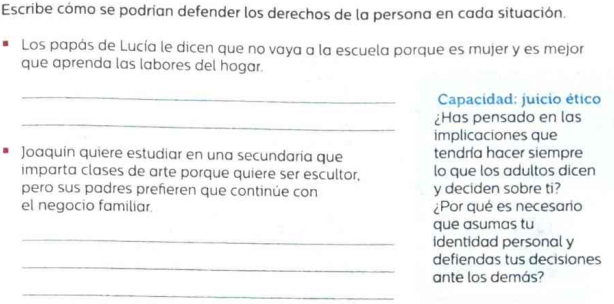 Escribe cómo se podrían defender los derechos de la persona en cada situación.
Los papás de Lucía le dicen que no vaya a la escuela porque es mujer y es mejor
que aprenda las labores del hogar.
Joaquín quiere estudiar en una secundaria que
imparta clases de arte porque quiere ser escultor,
pero sus padres prefieren que continúe con
el negocio familiar.
Capacidad: juicio ético
¿Has pensado en las
implicaciones que
tendría hacer siempre
lo que los adultos dicen
y deciden sobre ti?
¿Por qué es necesario
que asumas tu
identidad personal y
defiendas tus decisiones
ante los demás?